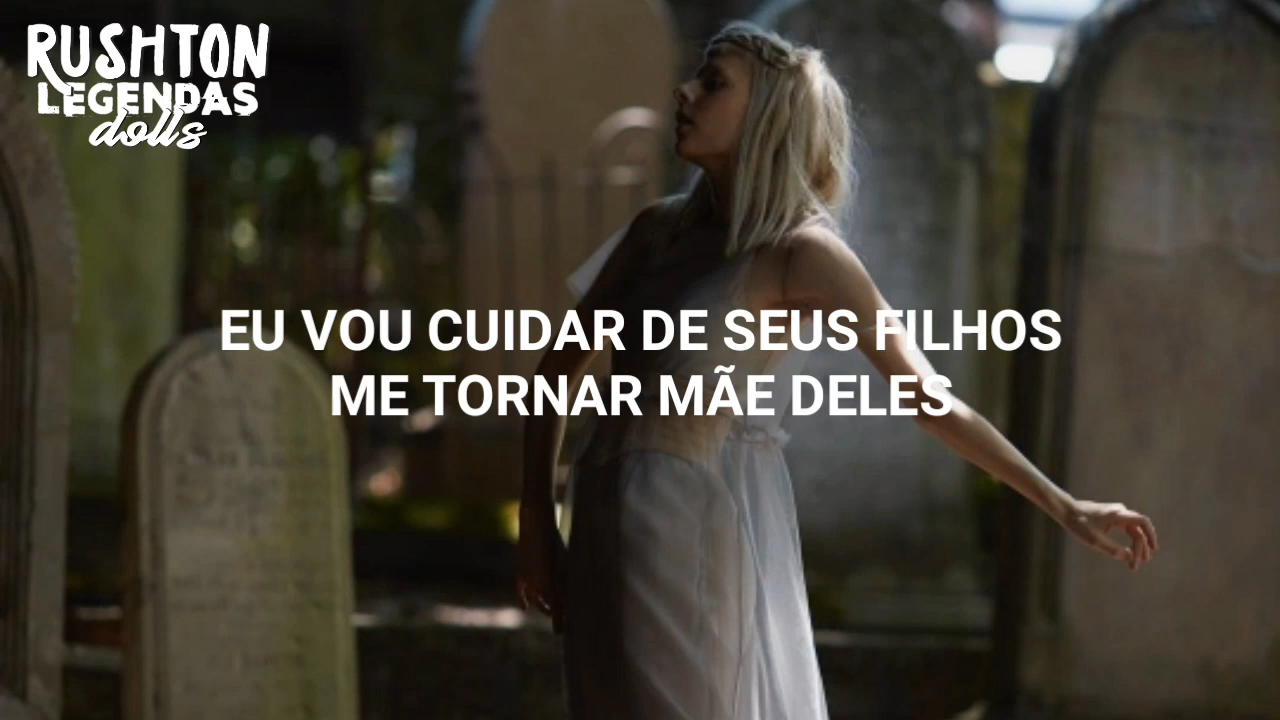 RUSHTON
LEGENDAS
dolls
EU VOU CUIDAR DE SEUS FILHOS
ME TORNAR MÃE DELES